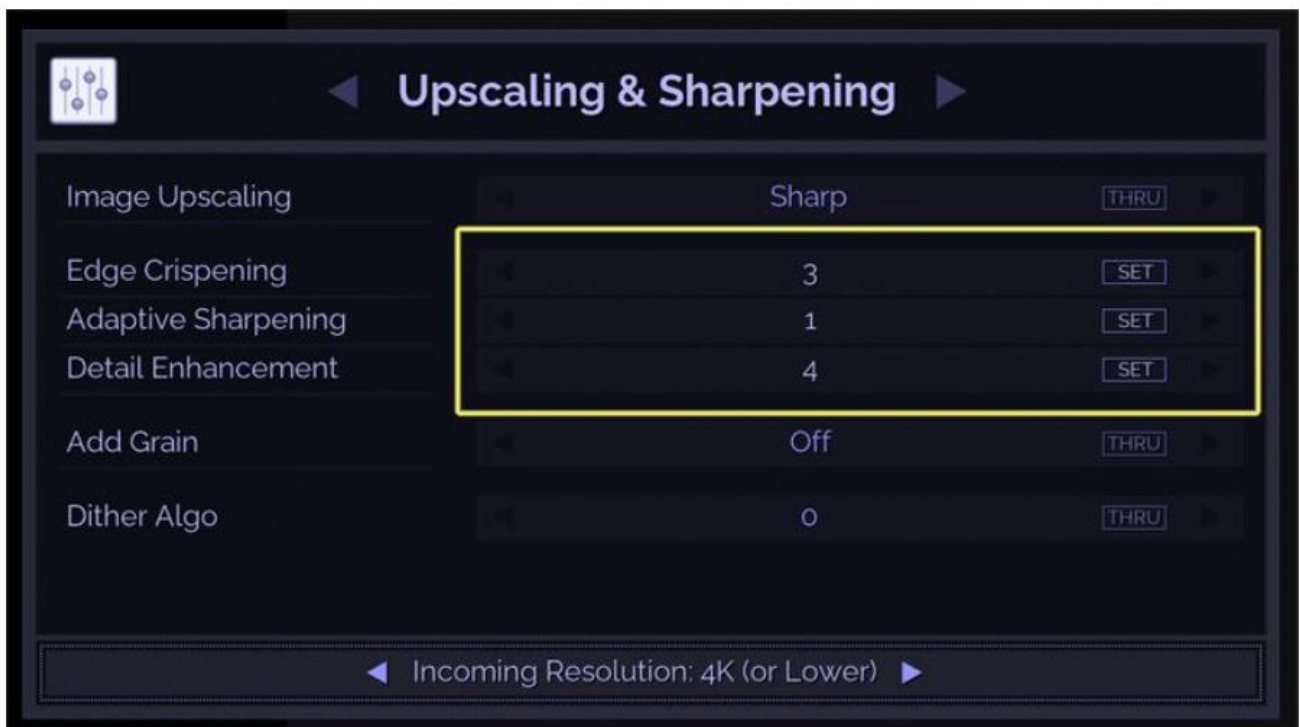 Upscaling & Sharpening
Image Upscaling Sharp THRU
Edge Crispening 3 SET
Adaptive Sharpening 1 SET
Detail Enhancement 4 SET
Add Grain Off THRU
Dither Algo 0 THRU
Incoming Resolution: 4K (or Lower)